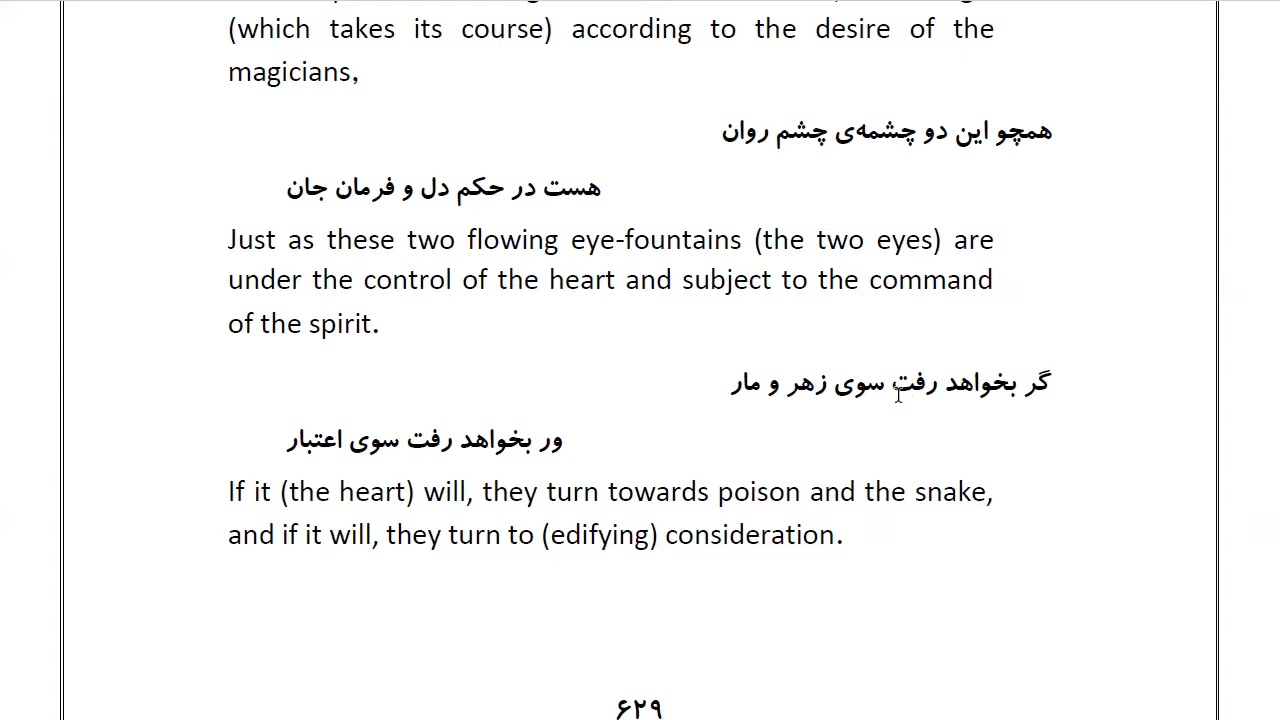 (which takes its course) according to the desire of the
magicians,
همچو این دو چشمه‌ی چشم روان
هست در حکم دل و فرمان جان
Just as these two flowing eye-fountains (the two eyes) are
under the control of the heart and subject to the command
of the spirit.
گر بخواهد رفت سوی زهر و مار
ور بخواهد رفت سوی اعتبار
If it (the heart) will, they turn towards poison and the snake,
and if it will, they turn to (edifying) consideration.
۶۲۹